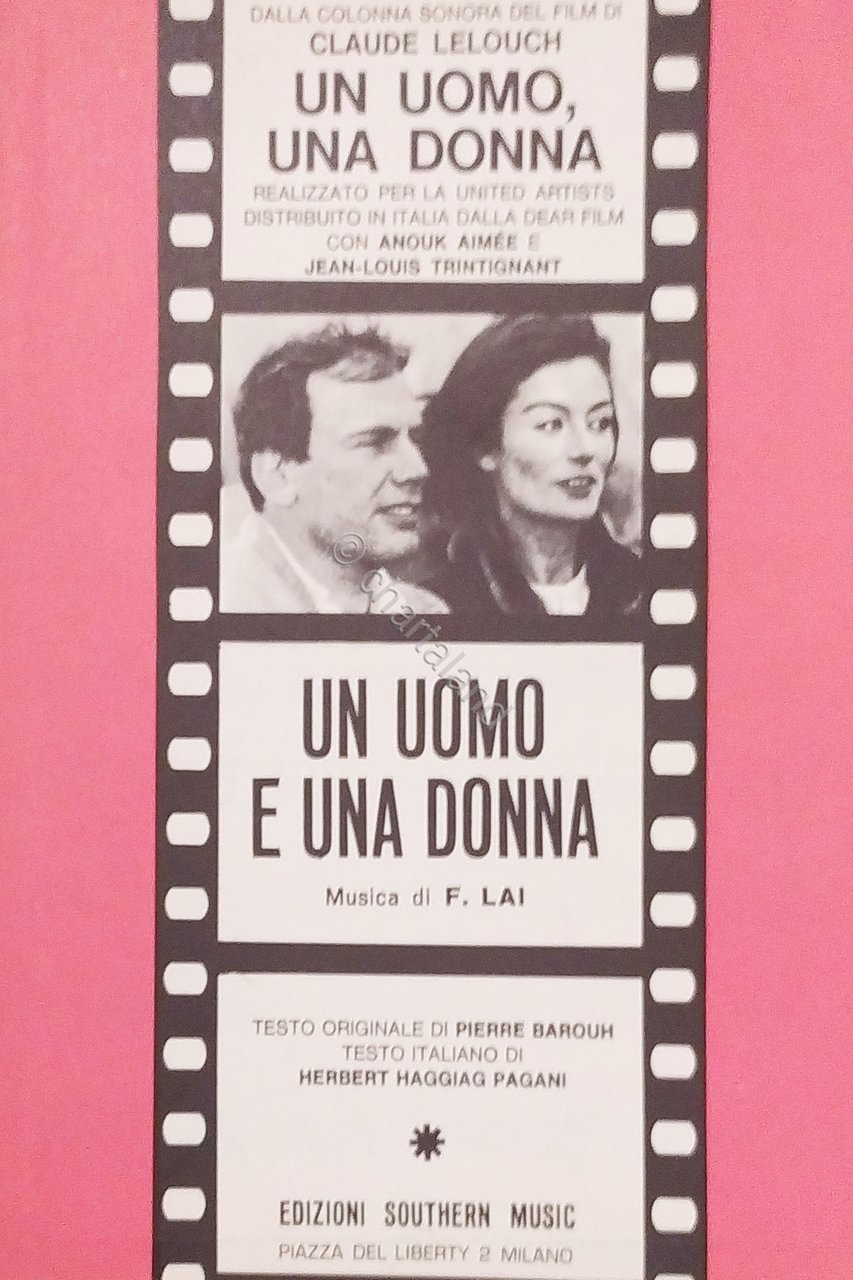 DALLA COLONNA SONORA DEL FILM DI
CLAUDE LELOUCH
UN UOMO,
UNA DONNA
REALIZZATO PER LA UNITED ARTISTS
DISTRIBUITO IN ITALIA DALLA DEAR FILM
CON ANOUK AIMÉE E
JEAN-LOUIS TRINTIGNANT
© chartaland
UN UOMO
E UNA DONNA
Musica di F. LAI
TESTO ORIGINALE DI PIERRE BAROUH
TESTO ITALIANO DI
HERBERT HAGGIAG PAGANI
EDIZIONI SOUTHERN MUSIC
PIAZZA DEL LIBERTY 2 MILANO